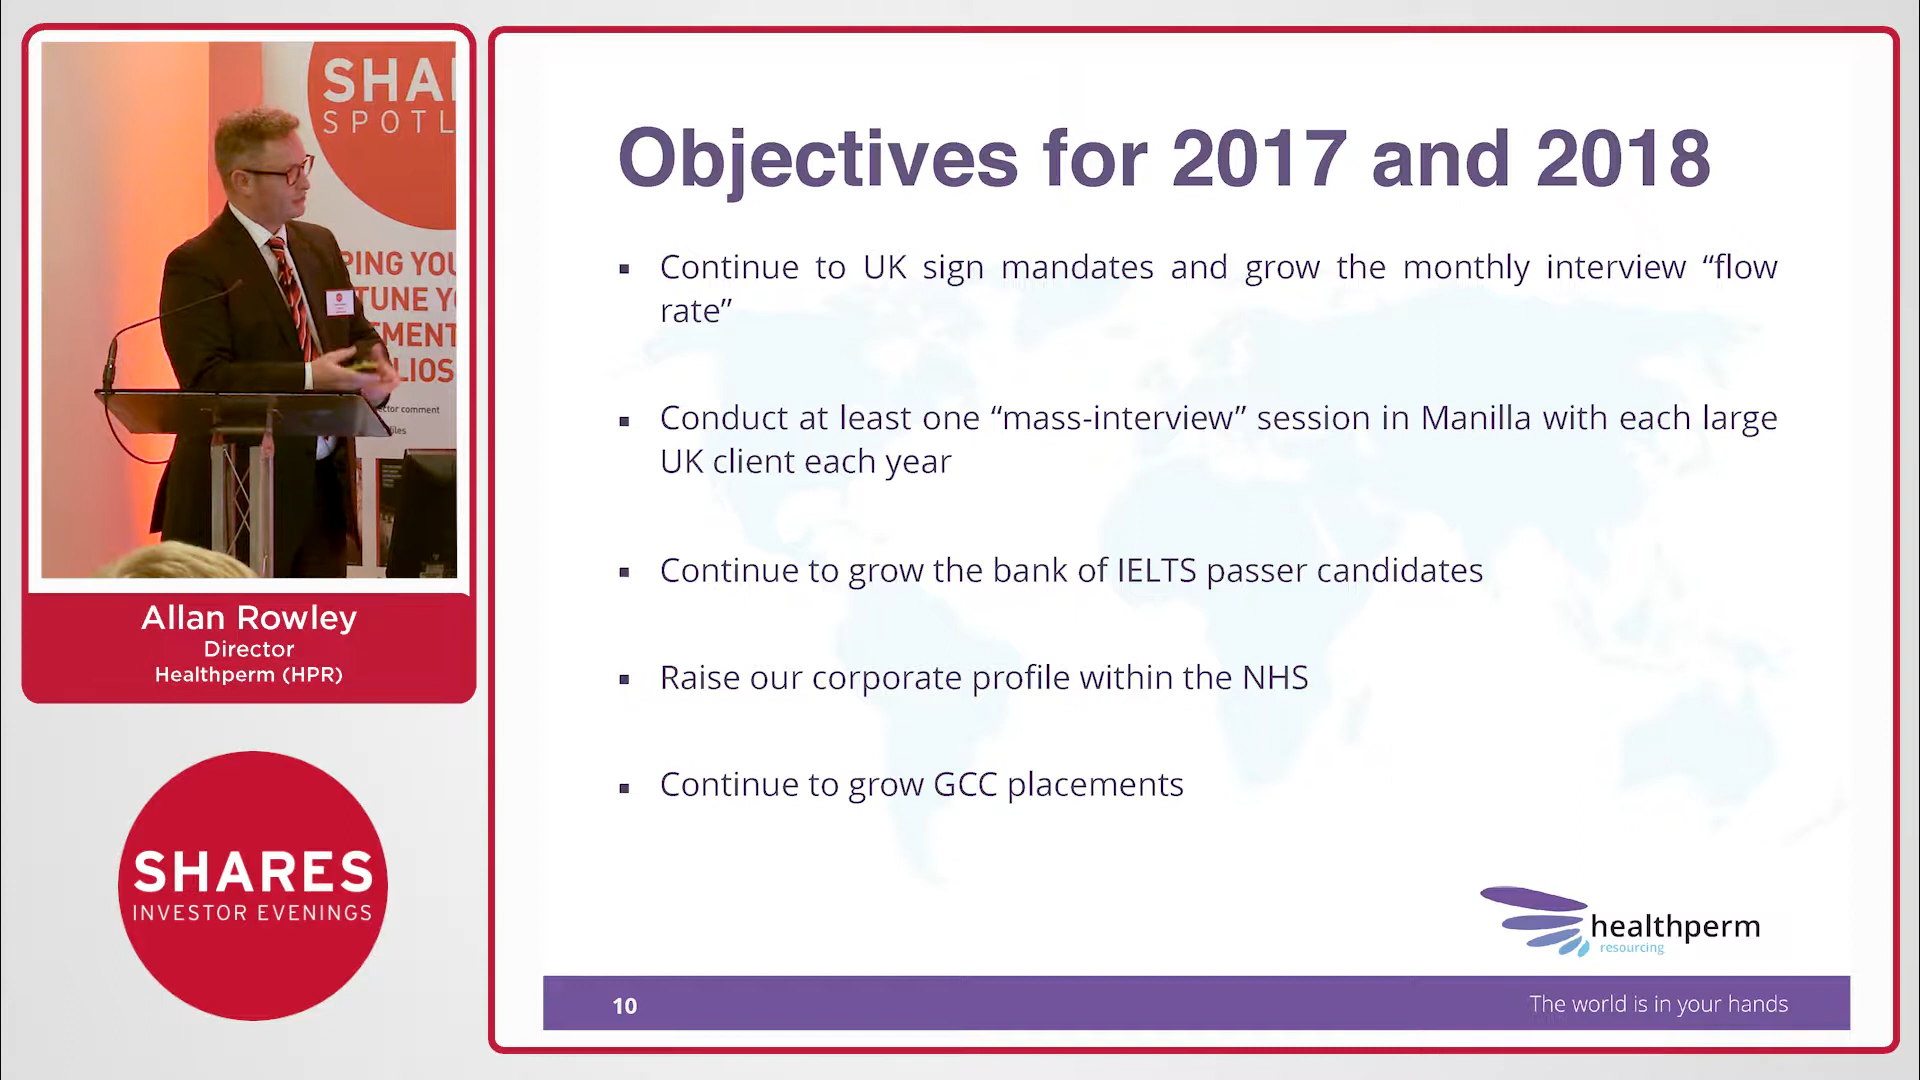 SHA
SPOTL
PING YOU
TUNE Y
MENT
LIOS
ctor comment
Allan Rowley
Director
Healthperm (HPR)
SHARES
INVESTOR EVENINGS
Objectives for 2017 and 2018
▪ Continue to UK sign mandates and grow the monthly interview “flow
rate”
▪ Conduct at least one “mass-interview” session in Manilla with each large
UK client each year
▪ Continue to grow the bank of IELTS passer candidates
▪ Raise our corporate profile within the NHS
▪ Continue to grow GCC placements
healthperm
resourcing
10
The world is in your hands